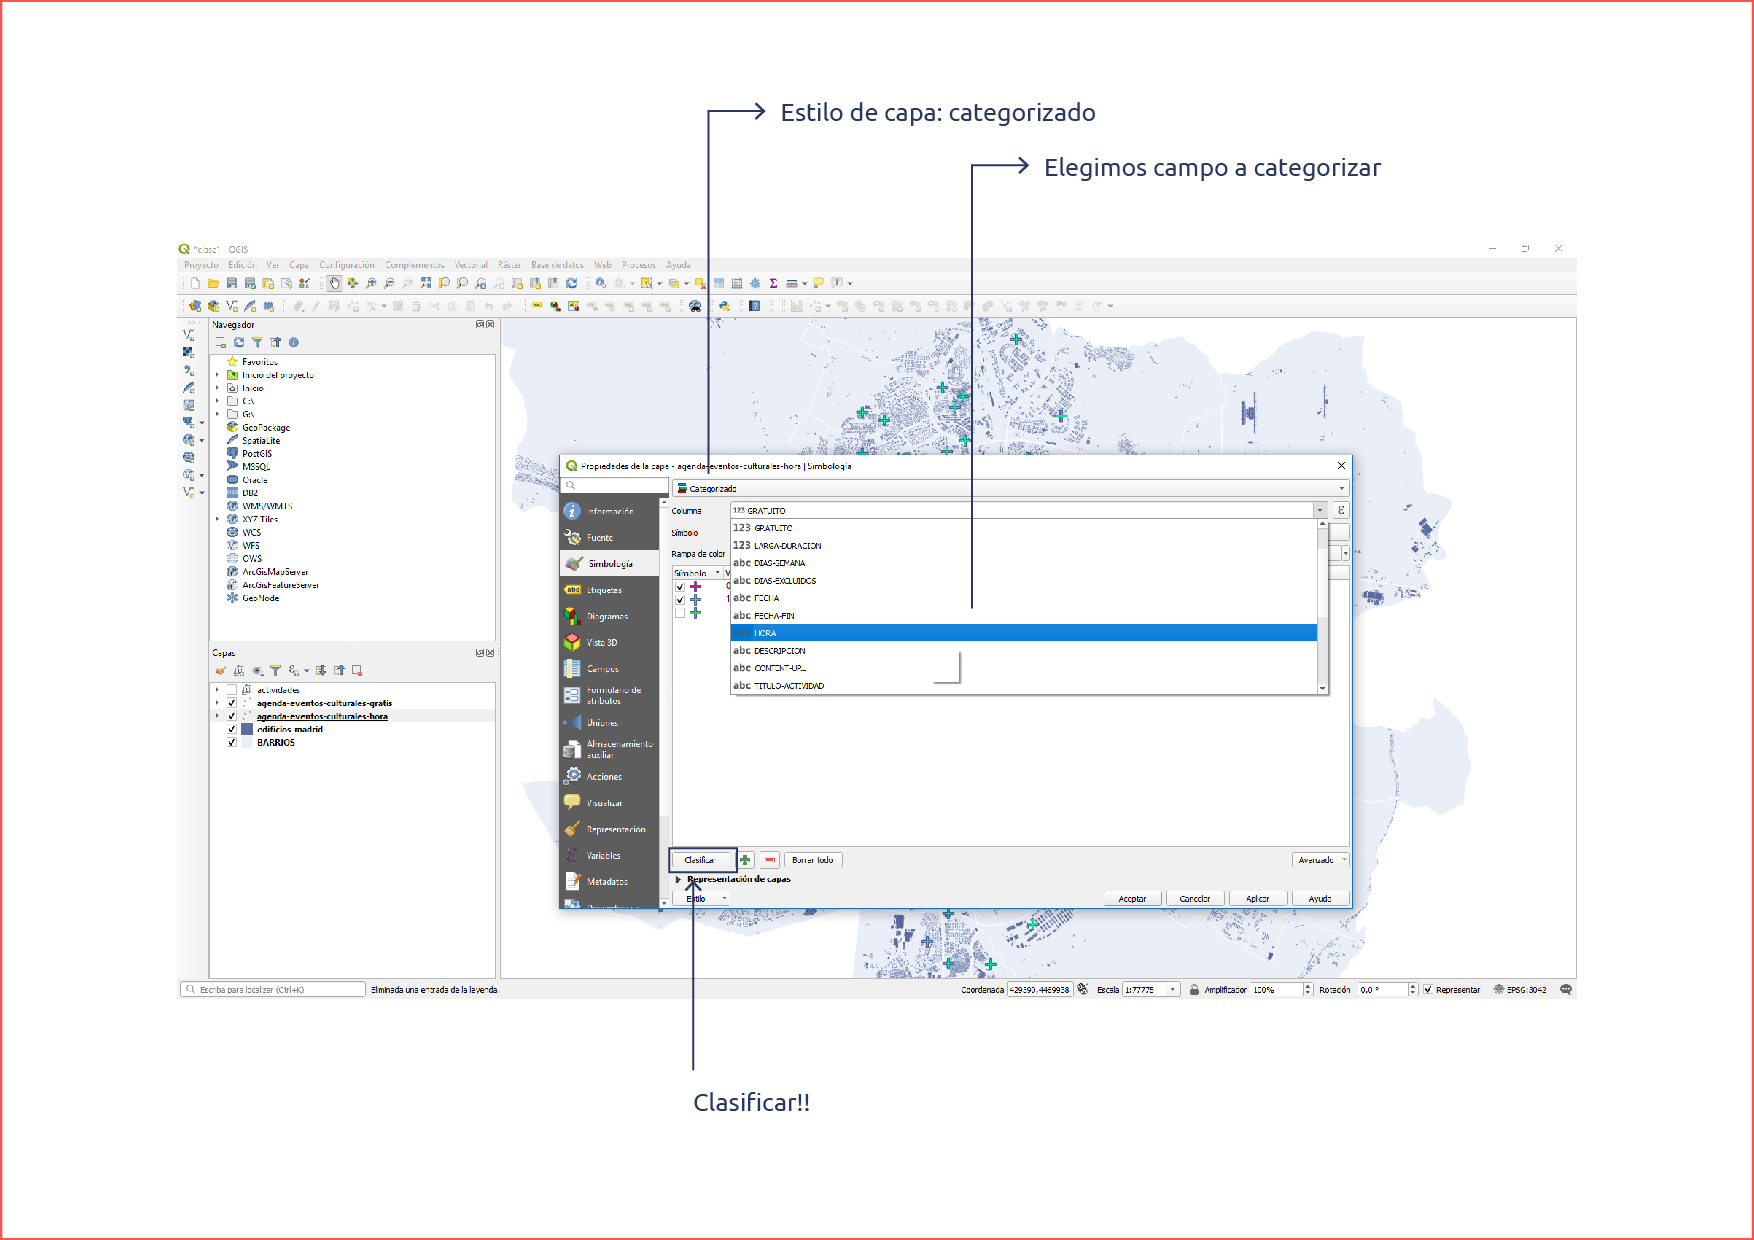 Estilo de capa: categorizado
Elegimos campo a categorizar
*clase* - QGIS
Proyecto Edición Ver Capa Configuración Complementos Vectorial Ráster Base de datos Web Procesos Ayuda
Navegador
Favoritos
Inicio del proyecto
Inicio
C:\
G:\
GeoPackage
SpatiaLite
PostGIS
MSSQL
Oracle
DB2
WMS/WMTS
XYZ Tiles
WCS
WFS
OWS
ArcGisMapServer
ArcGisFeatureServer
GeoNode
Capas
actividades
agenda-eventos-culturales-gratis
agenda-eventos-culturales-hora
edificios_madrid
BARRIOS
Propiedades de la capa - agenda-eventos-culturales-hora | Simbología
Categorizado
Información
Fuente
Simbología
Etiquetas
Diagramas
Vista 3D
Campos
Formulario de
atributos
Uniones
Almacenamiento
auxiliar
Acciones
Visualizar
Representación
Variables
Metadatos
Columna 123 GRATUITO
Símbolo
Rampa de color
Símbolo
123 GRATUITO
123 LARGA-DURACION
abc DIAS-SEMANA
abc DIAS-EXCLUIDOS
abc FECHA
abc FECHA-FIN
HORA
abc DESCRIPCION
abc CONTENT-URL
abc TITULO-ACTIVIDAD
Clasificar Borrar todo Avanzado
Representación de capas
Estilo Aceptar Cancelar Aplicar Ayuda
Escriba para localizar (Ctrl+K) Eliminada una entrada de la leyenda. Coordenada 429390,4469938 Escala 1:77775 Amplificador 100% Rotación 0,0 ° Representar EPSG:3042
Clasificar!!